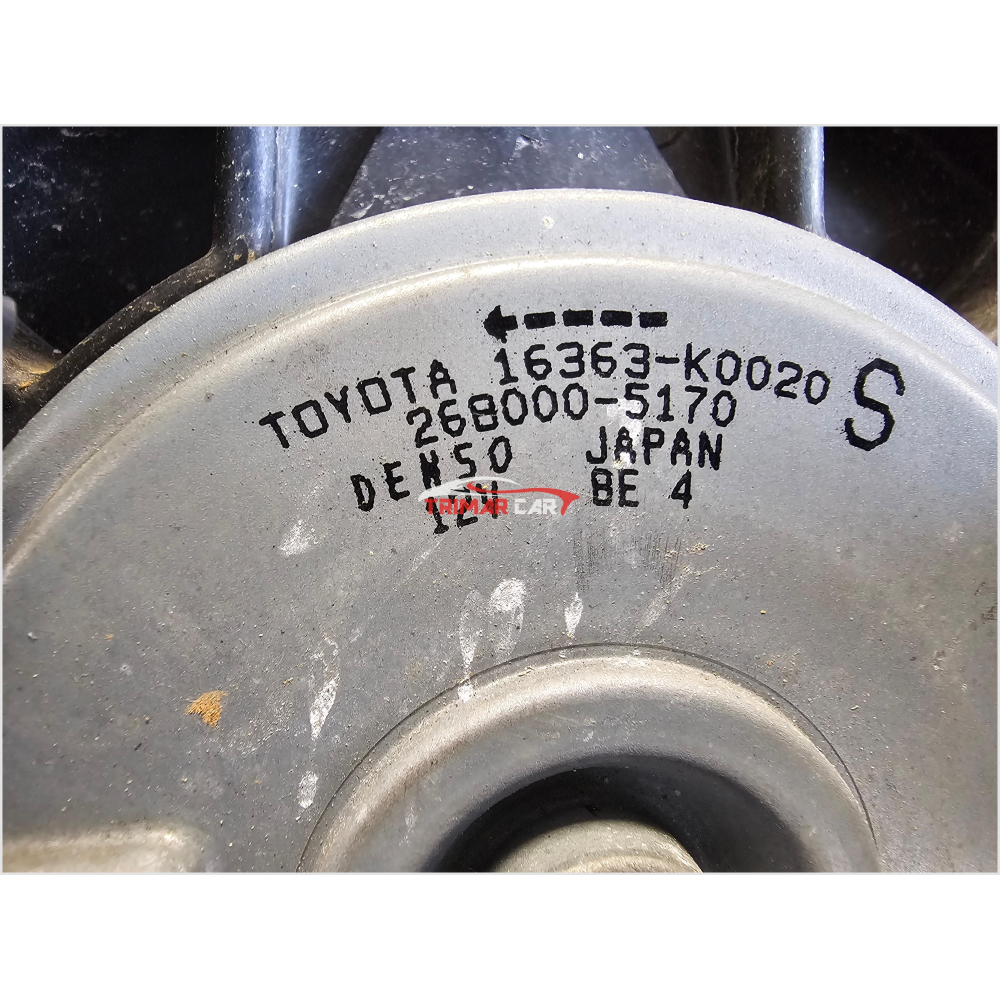 TOYOTA 16363-K0020 S
268000-5170
DENSO JAPAN
12V BE 4
TRIMAR CAR